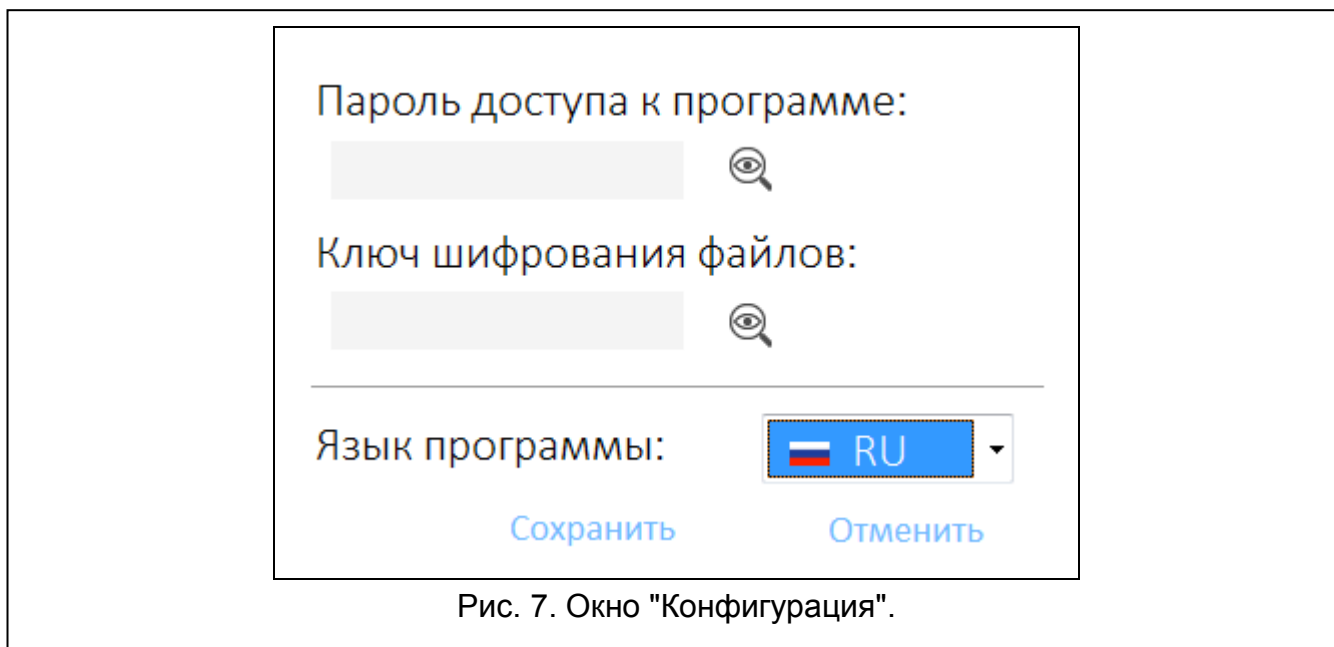 Пароль доступа к программе:
Ключ шифрования файлов:
Язык программы:
RU
Сохранить
Отменить
Рис. 7. Окно "Конфигурация".